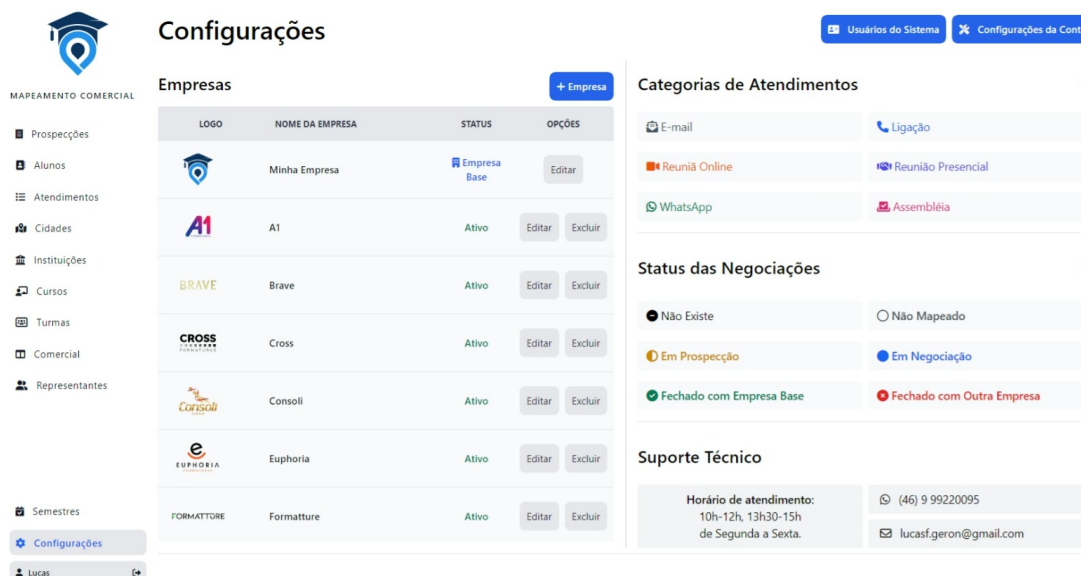 MAPEAMENTO COMERCIAL
Prospecções
Alunos
Atendimentos
Cidades
Instituições
Cursos
Turmas
Comercial
Representantes
Semestres
Configurações
Lucas
Configurações
Usuários do Sistema
Configurações da Cont
Empresas
+ Empresa
LOGO NOME DA EMPRESA STATUS OPÇÕES
Minha Empresa Empresa Base Editar
A1 A1 Ativo Editar Excluir
BRAVE Brave Ativo Editar Excluir
CROSS FORMATURAS Cross Ativo Editar Excluir
Consoli Consoli Ativo Editar Excluir
e EUPHORIA Euphoria Ativo Editar Excluir
FORMATTURE Formatture Ativo Editar Excluir
Categorias de Atendimentos
E-mail Ligação
Reuniã Online Reunião Presencial
WhatsApp Assembléia
Status das Negociações
Não Existe Não Mapeado
Em Prospecção Em Negociação
Fechado com Empresa Base Fechado com Outra Empresa
Suporte Técnico
Horário de atendimento:
10h-12h, 13h30-15h
de Segunda a Sexta.
(46) 9 99220095
lucasf.geron@gmail.com